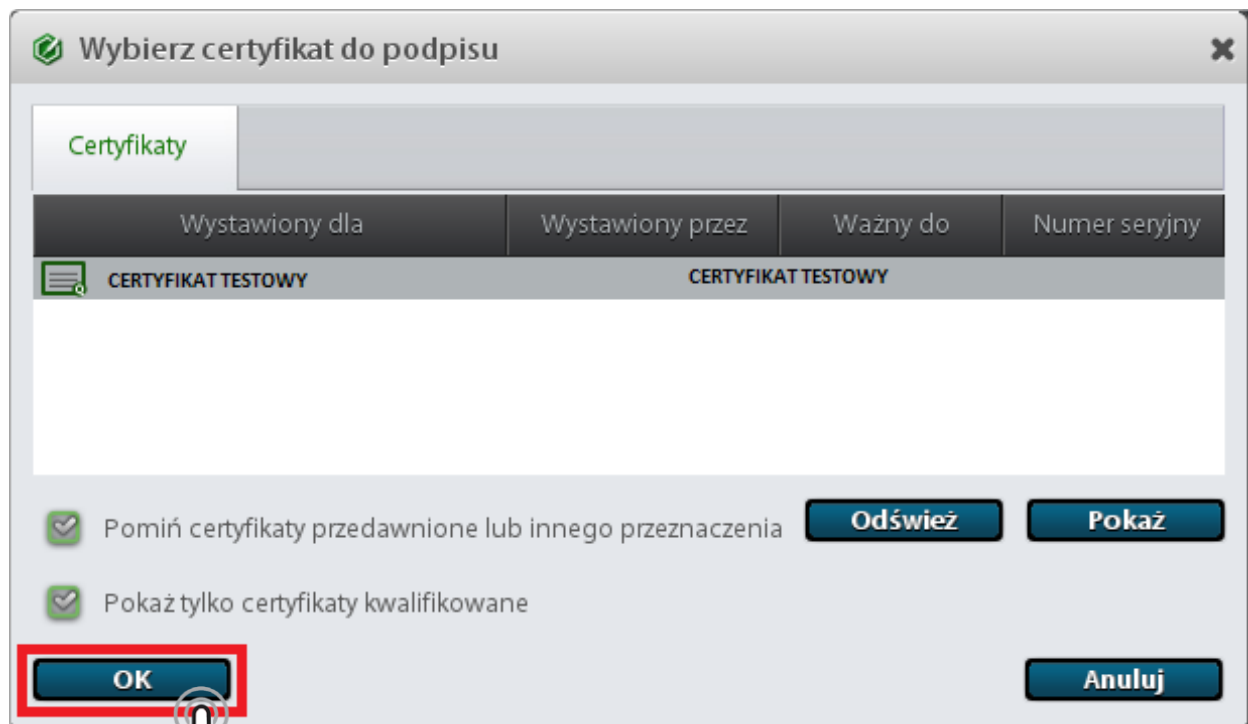 Wybierz certyfikat do podpisu
Certyfikaty
Wystawiony dla Wystawiony przez Ważny do Numer seryjny
CERTYFIKAT TESTOWY CERTYFIKAT TESTOWY
Pomiń certyfikaty przedawnione lub innego przeznaczenia Odśwież Pokaż
Pokaż tylko certyfikaty kwalifikowane
OK Anuluj